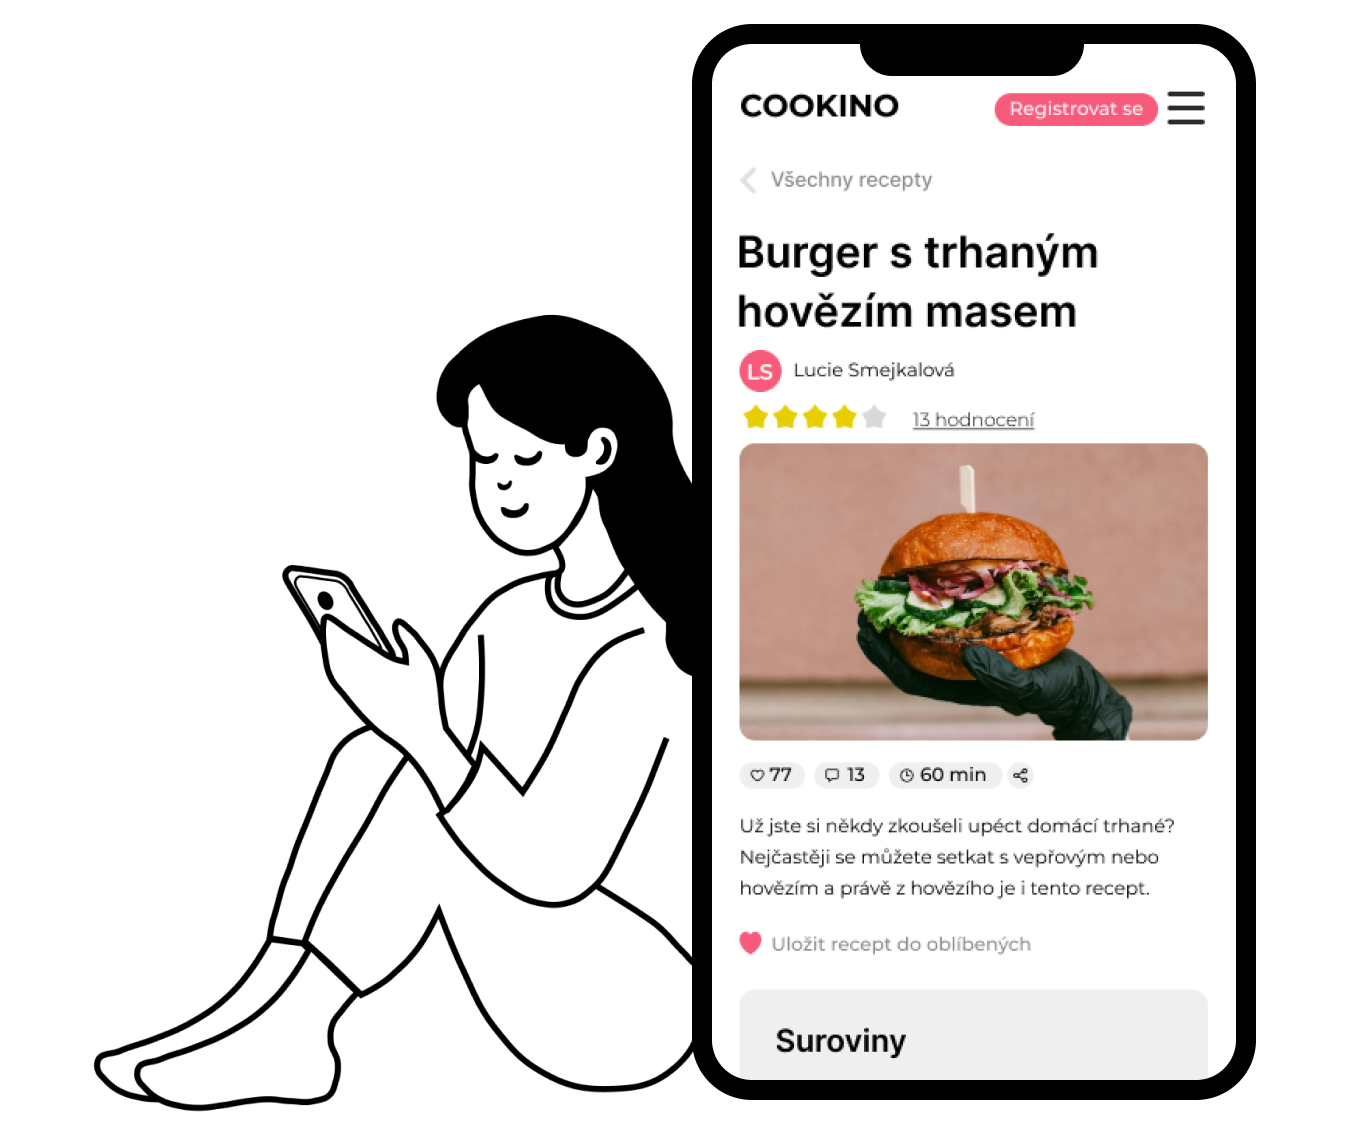 COOKINO
Registrovat se
Všechny recepty
Burger s trhaným
hovězím masem
LS
Lucie Smejkalová
13 hodnocení
77
13
60 min
Už jste si někdy zkoušeli upéct domácí trhané?
Nejčastěji se můžete setkat s vepřovým nebo
hovězím a právě z hovězího je i tento recept.
Uložit recept do oblíbených
Suroviny